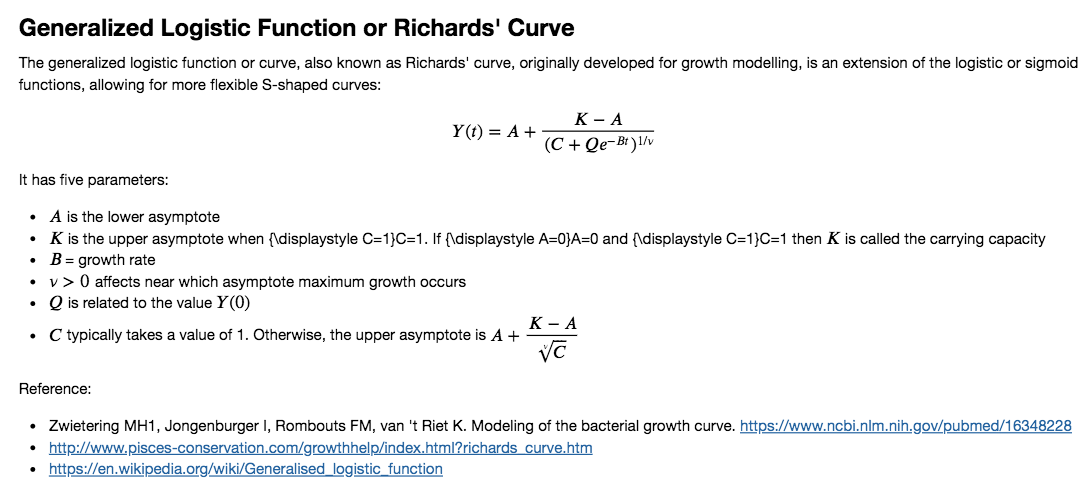 Generalized Logistic Function or Richards' Curve
The generalized logistic function or curve, also known as Richards' curve, originally developed for growth modelling, is an extension of the logistic or sigmoid
functions, allowing for more flexible S-shaped curves:
Y(t) = A + \frac{K − A}{(C + Qe^{−Bt})^{1/ν}}
It has five parameters:
• A is the lower asymptote
• K is the upper asymptote when {\displaystyle C=1}C=1. If {\displaystyle A=0}A=0 and {\displaystyle C=1}C=1 then K is called the carrying capacity
• B = growth rate
• ν > 0 affects near which asymptote maximum growth occurs
• Q is related to the value Y(0)
• C typically takes a value of 1. Otherwise, the upper asymptote is A + \frac{K − A}{\sqrt[ν]{C}}
Reference:
• Zwietering MH1, Jongenburger I, Rombouts FM, van 't Riet K. Modeling of the bacterial growth curve. https://www.ncbi.nlm.nih.gov/pubmed/16348228
• http://www.pisces-conservation.com/growthhelp/index.html?richards_curve.htm
• https://en.wikipedia.org/wiki/Generalised_logistic_function